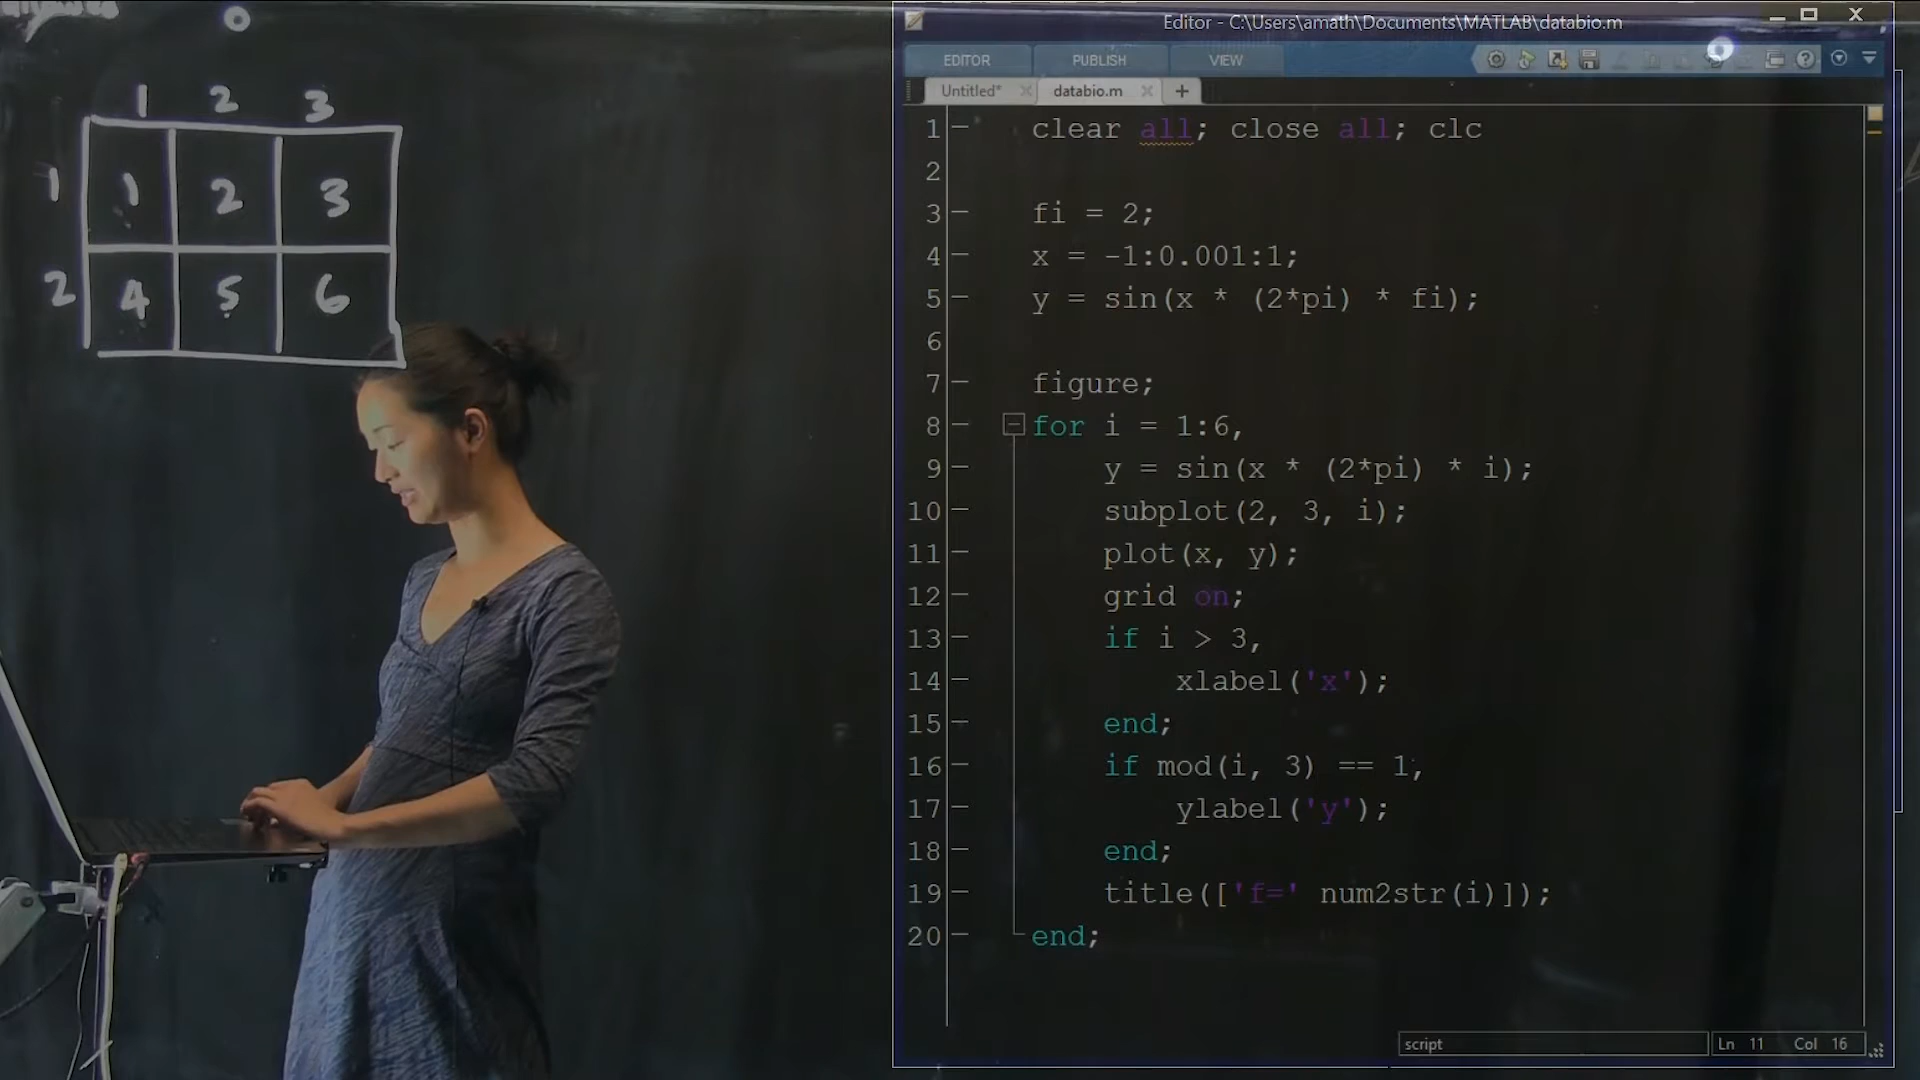 1 2 3
1 1 2 3
2 4 5 6
Editor - C:\Users\amath\Documents\MATLAB\databio.m
EDITOR PUBLISH VIEW
Untitled* databio.m
1 clear all; close all; clc
2
3 fi = 2;
4 x = -1:0.001:1;
5 y = sin(x * (2*pi) * fi);
6
7 figure;
8 for i = 1:6,
9 y = sin(x * (2*pi) * i);
10 subplot(2, 3, i);
11 plot(x, y);
12 grid on;
13 if i > 3,
14 xlabel('x');
15 end;
16 if mod(i, 3) == 1,
17 ylabel('y');
18 end;
19 title(['f=' num2str(i)]);
20 end;
script Ln 11 Col 16